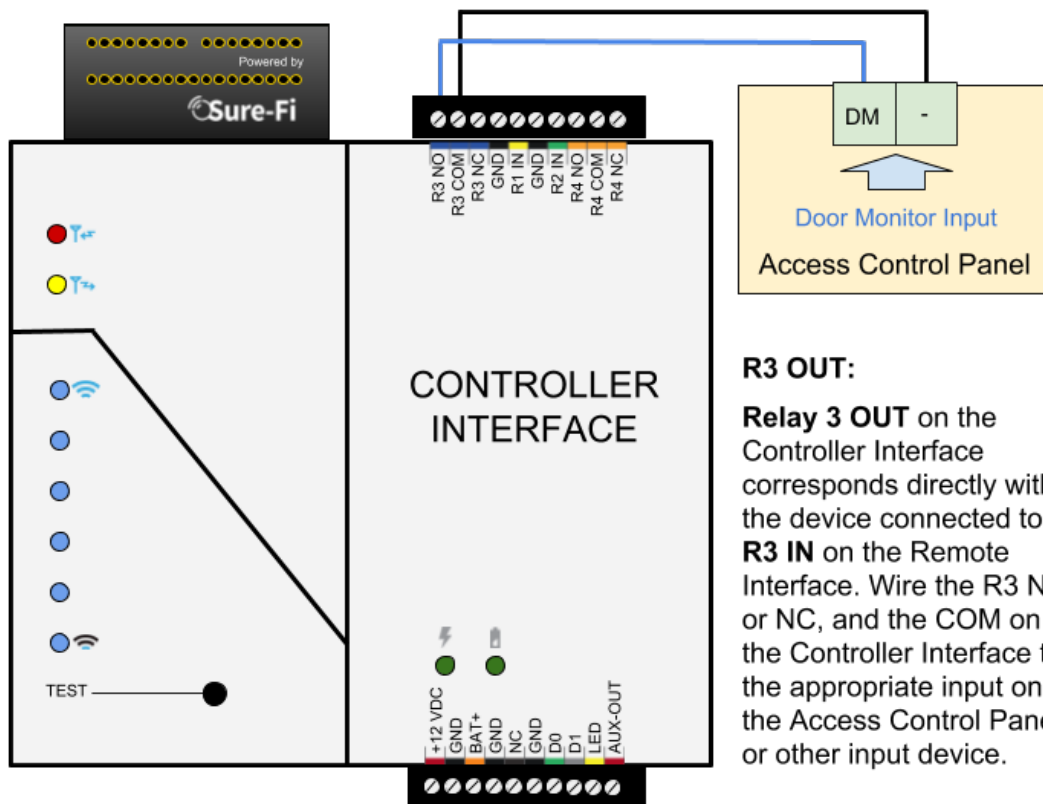 Powered by
Sure-Fi
R3 NO
R3 COM
R3 NC
GND
R1 IN
GND
R2 IN
R4 NO
R4 COM
R4 NC
DM
-
Door Monitor Input
Access Control Panel
CONTROLLER
INTERFACE
TEST
+12 VDC
GND
BAT+
GND
NC
GND
D0
D1
LED
AUX-OUT
R3 OUT:
Relay 3 OUT on the
Controller Interface
corresponds directly with
the device connected to
R3 IN on the Remote
Interface. Wire the R3
or NC, and the COM on
the Controller Interface
the appropriate input on
the Access Control
or other input device.